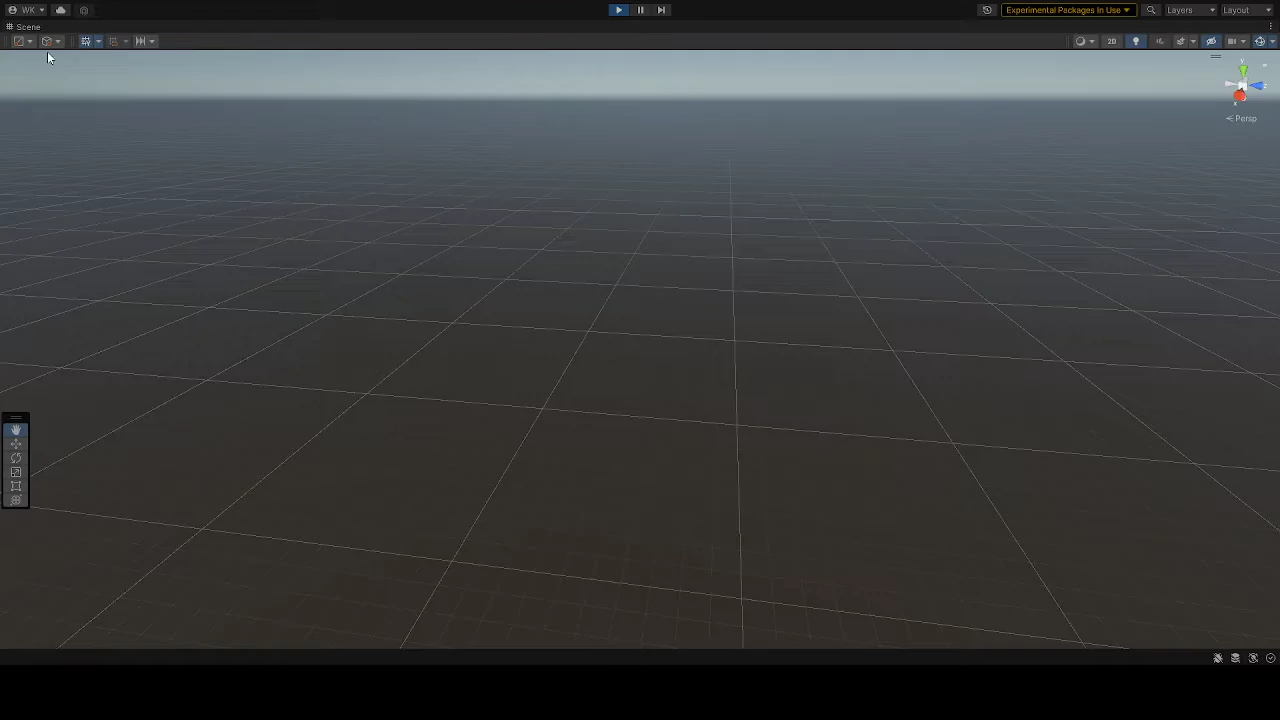 WK
Experimental Packages In Use
Layers
Layout
Scene
2D
y
x
Persp